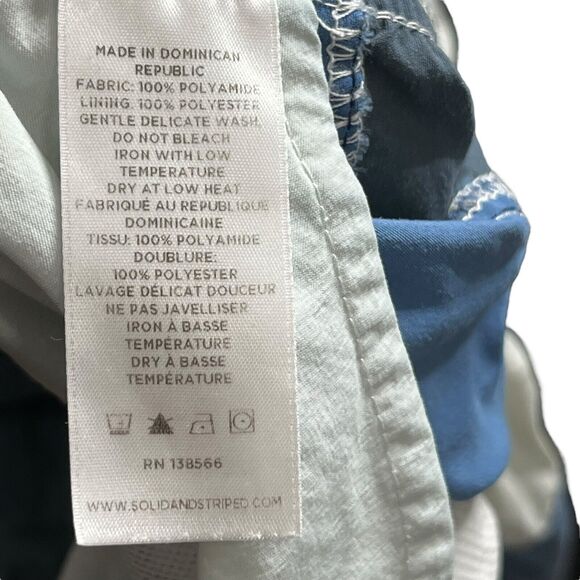 MADE IN DOMINICAN
REPUBLIC
FABRIC: 100% POLYAMIDE
LINING: 100% POLYESTER
GENTLE DELICATE WASH
DO NOT BLEACH
IRON WITH LOW
TEMPERATURE
DRY AT LOW HEAT
FABRIQUÉ AU RÉPUBLIQUE
DOMINICAINE
TISSU: 100% POLYAMIDE
DOUBLURE:
100% POLYESTER
LAVAGE DÉLICAT DOUCEUR
NE PAS JAVELLISER
IRON À BASSE
TEMPÉRATURE
DRY À BASSE
TEMPÉRATURE
RN 138566
WWW.SOLIDANDSTRIPED.COM